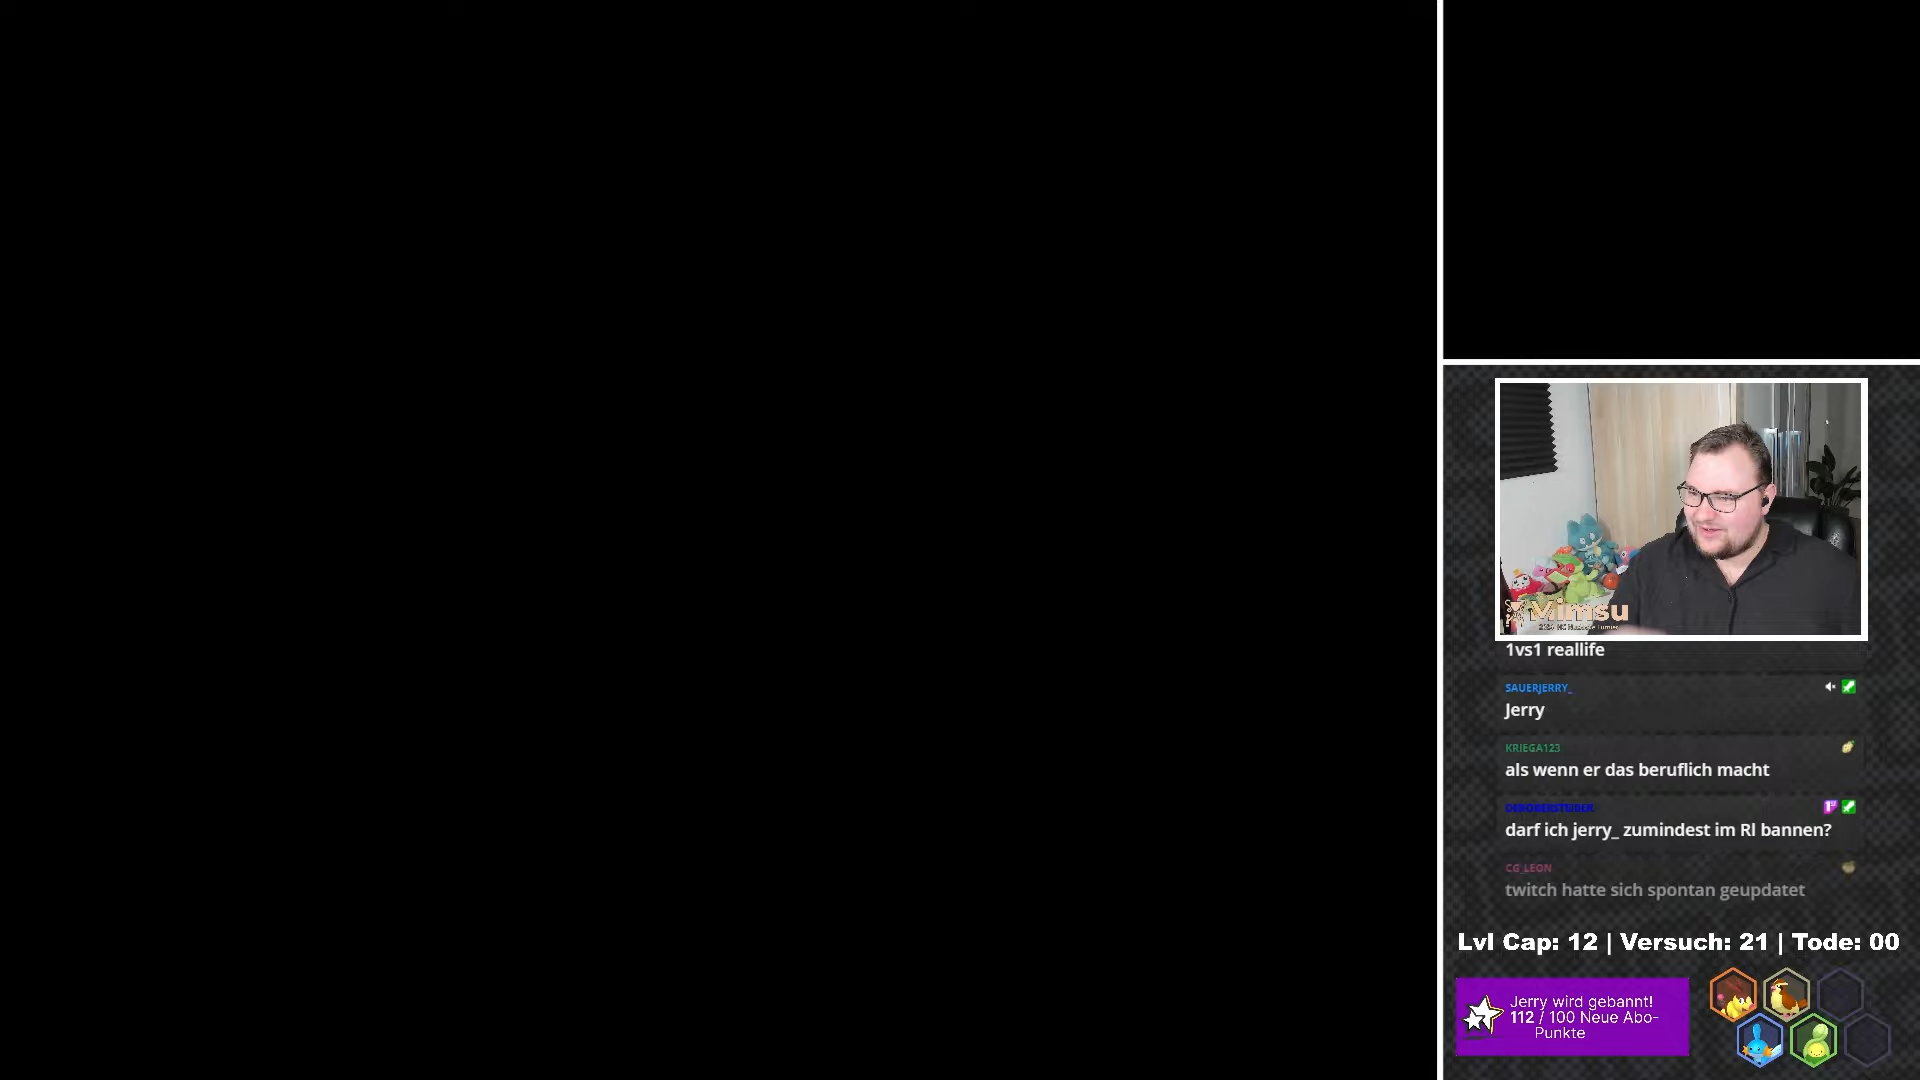 Mimsu
1vs1 reallife
SAUERJERRY_
Jerry
KRIEGA123
als wenn er das beruflich macht
darf ich jerry_ zumindest im Rl bannen?
CG_LEON
twitch hatte sich spontan geupdatet
Lvl Cap: 12 | Versuch: 21 | Tode: 00
Jerry wird gebannt!
112 / 100 Neue Abo-
Punkte